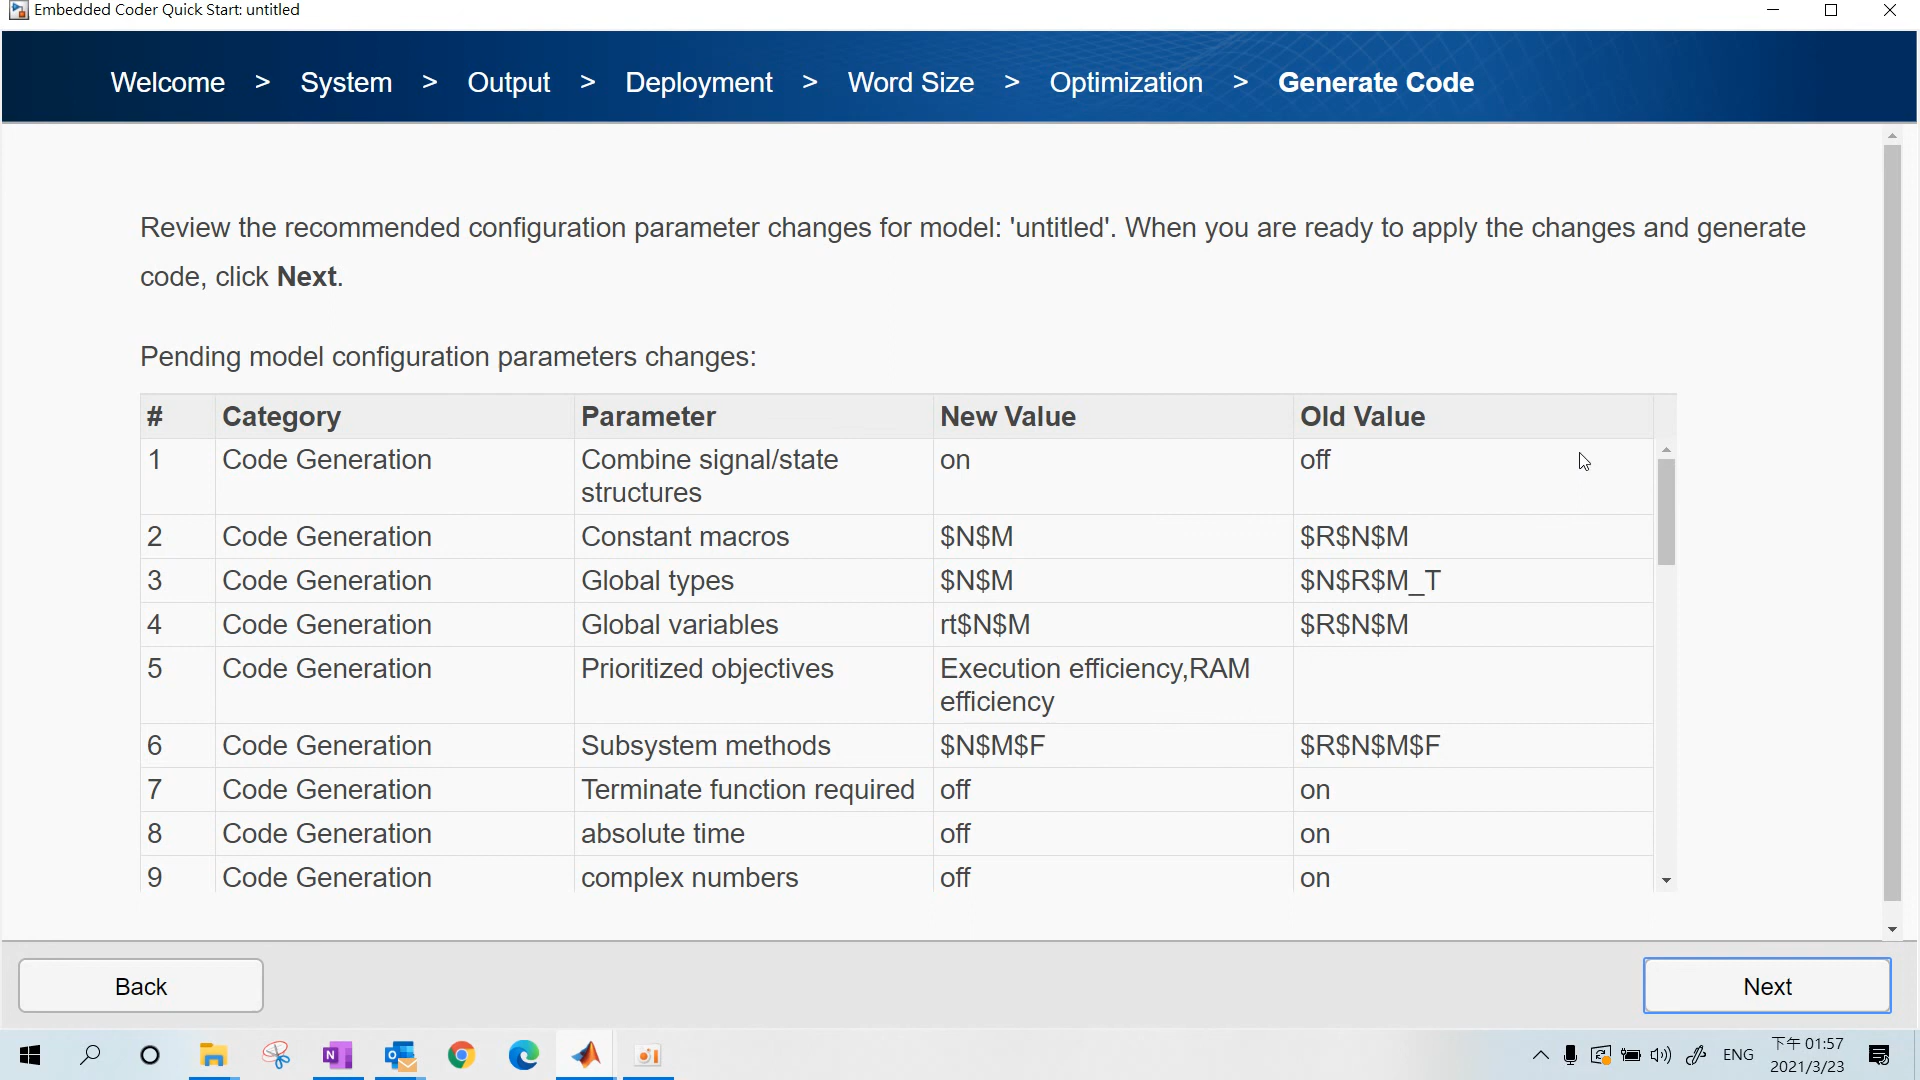 Embedded Coder Quick Start: untitled
Welcome > System > Output > Deployment > Word Size > Optimization > Generate Code
Review the recommended configuration parameter changes for model: 'untitled'. When you are ready to apply the changes and generate
code, click Next.
Pending model configuration parameters changes:
# Category Parameter New Value Old Value
1 Code Generation Combine signal/state on off
structures
2 Code Generation Constant macros $N$M $R$N$M
3 Code Generation Global types $N$M $N$R$M_T
4 Code Generation Global variables rt$N$M $R$N$M
5 Code Generation Prioritized objectives Execution efficiency,RAM
efficiency
6 Code Generation Subsystem methods $N$M$F $R$N$M$F
7 Code Generation Terminate function required off on
8 Code Generation absolute time off on
9 Code Generation complex numbers off on
Back Next
ENG 下午 01:57
2021/3/23